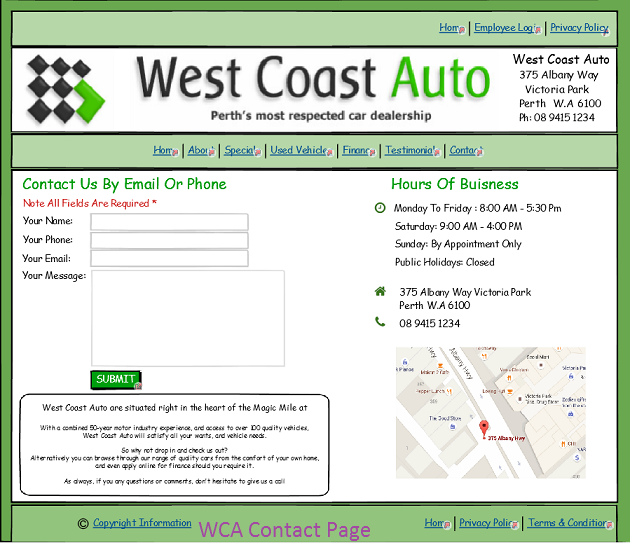 Home | Employee Login | Privacy Policy
West Coast Auto
Perth's most respected car dealership
West Coast Auto
375 Albany Way
Victoria Park
Perth W.A 6100
Ph: 08 9415 1234
Home | About | Specials | Used Vehicles | Finance | Testimonials | Contact
Contact Us By Email Or Phone
Note All Fields Are Required *
Your Name:
Your Phone:
Your Email:
Your Message:
SUBMIT
West Coast Auto are situated right in the heart of the Magic Mile at
With a combined 50-year motor industry experience, and access to over 100 quality vehicles,
West Coast Auto will satisfy all your wants, and vehicle needs.
So why not drop in and check us out?
Alternatively you can browse through our range of quality cars from the comfort of your own home,
and even apply online for finance should you require it.
As always, if you any questions or comments, don't hesitate to give us a call
Hours Of Buisness
Monday To Friday : 8:00 AM - 5:30 Pm
Saturday: 9:00 AM - 4:00 PM
Sunday: By Appointment Only
Public Holidays: Closed
375 Albany Way Victoria Park
Perth W.A 6100
08 9415 1234
Albany Hwy
Good Mart
Pepper Lunch
The Good Store
375 Albany Hwy
© Copyright Information
WCA Contact Page
Home | Privacy Policy | Terms & Conditions